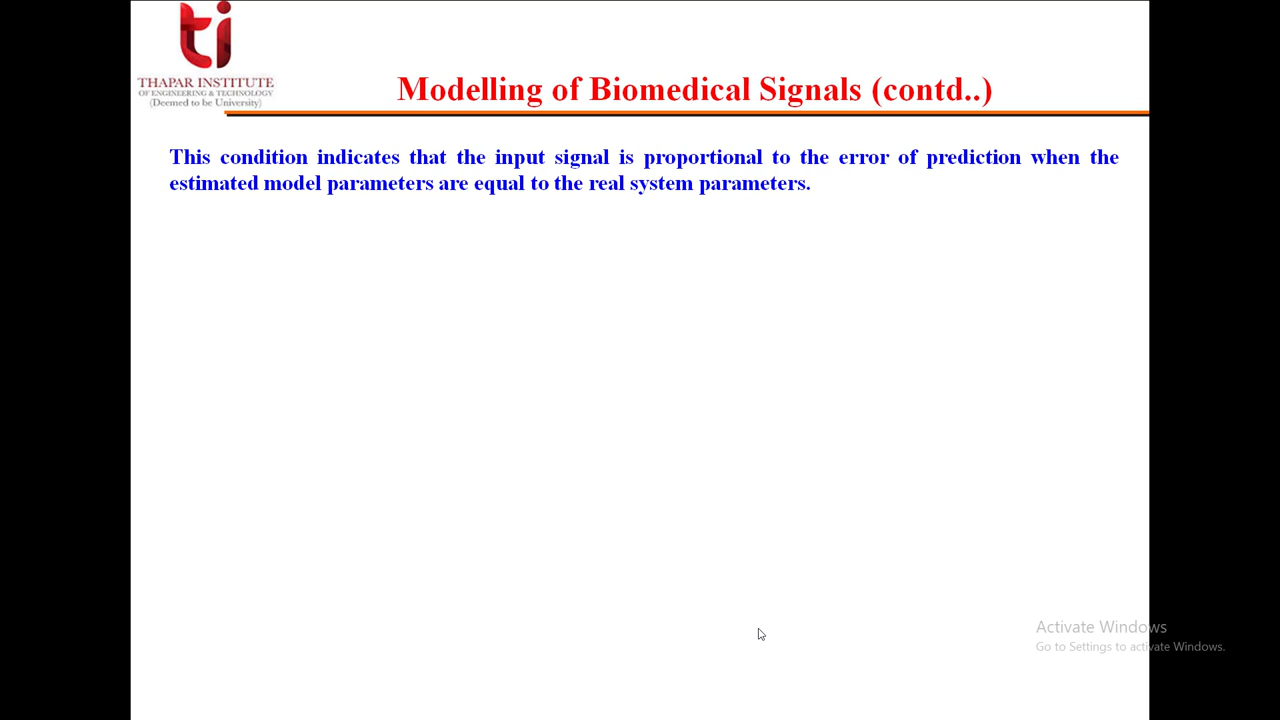 ti
THAPAR INSTITUTE
OF ENGINEERING & TECHNOLOGY
(Deemed to be University)
Modelling of Biomedical Signals (contd..)
This condition indicates that the input signal is proportional to the error of prediction when the
estimated model parameters are equal to the real system parameters.
Activate Windows
Go to Settings to activate Windows.